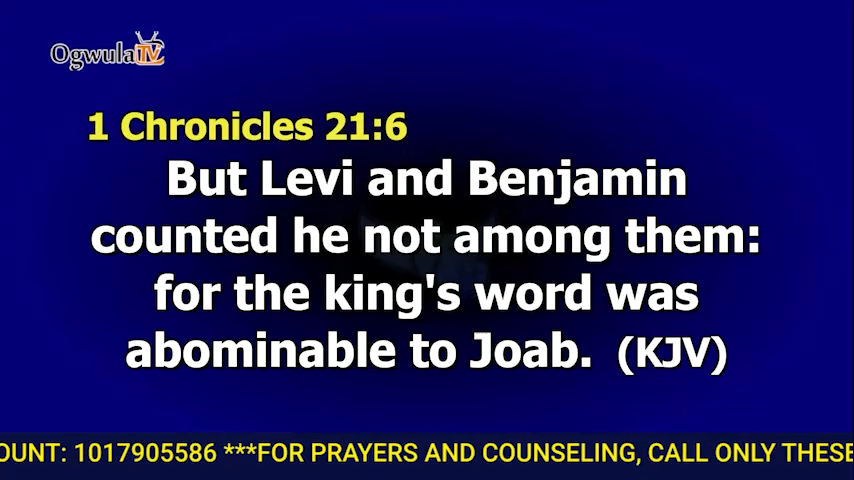 OgwulaTV
1 Chronicles 21:6
But Levi and Benjamin
counted he not among them:
for the king's word was
abominable to Joab. (KJV)
OUNT: 1017905586 ***FOR PRAYERS AND COUNSELING, CALL ONLY THESE